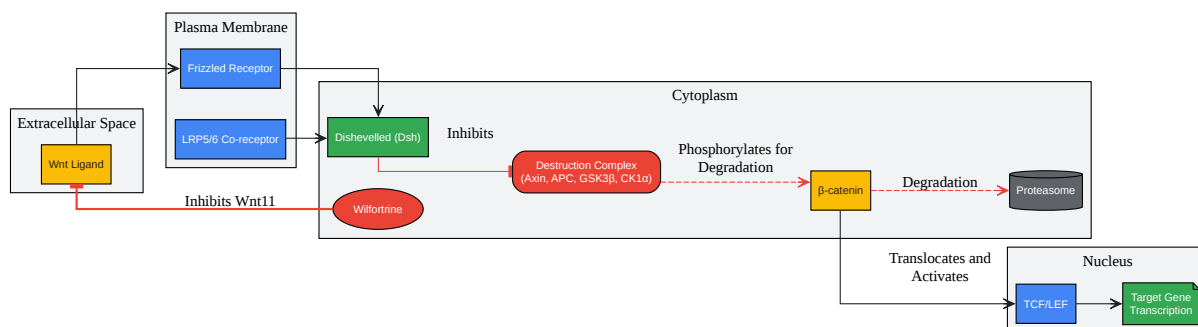 Plasma Membrane
Frizzled Receptor
LRP5/6 Co-receptor
Extracellular Space
Wnt Ligand
Cytoplasm
Dishevelled (Dsh)
Inhibits
Destruction Complex
(Axin, APC, GSK3β, CK1α)
Phosphorylates for
Degradation
β-catenin
Degradation
Proteasome
Inhibits Wnt11
Wilfortrine
Translocates and
Activates
Nucleus
TCF/LEF
Target Gene
Transcription